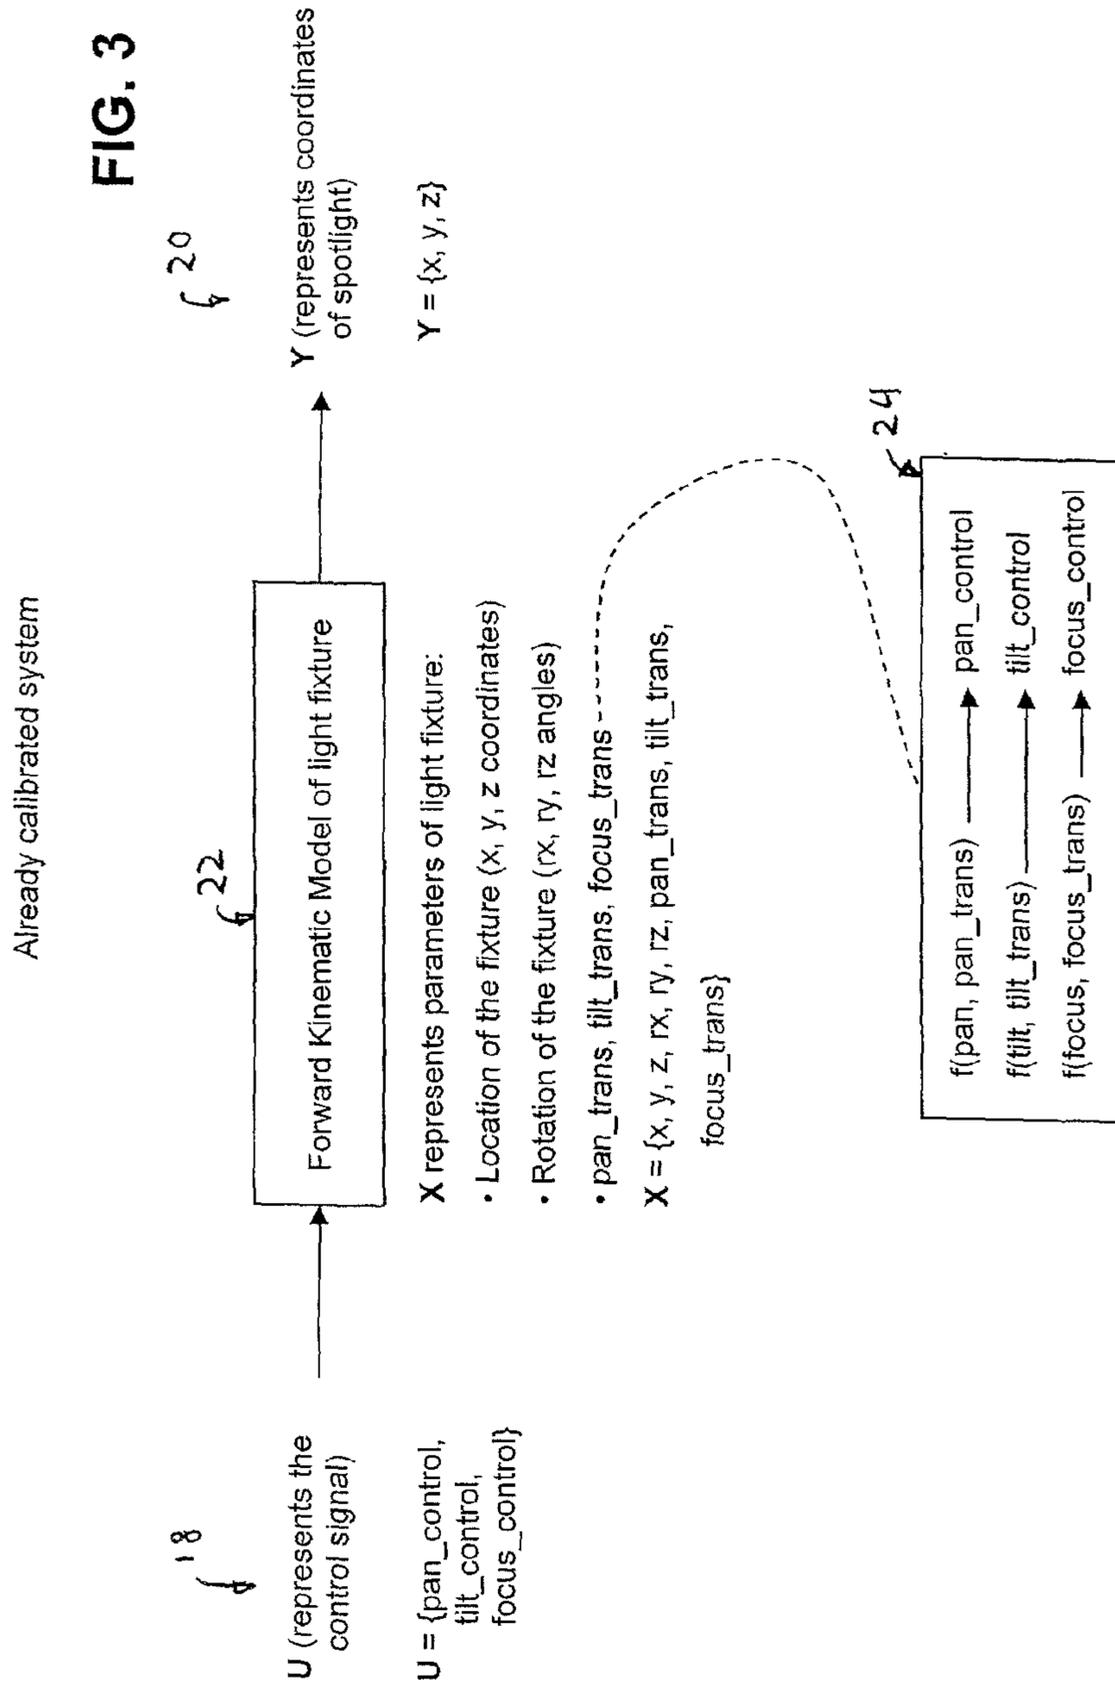 FIG. 3
Already calibrated system
18
22
20
U (represents the
control signal)
U = {pan_control,
tilt_control,
focus_control}
Forward Kinematic Model of light fixture
X represents parameters of light fixture:
• Location of the fixture (x, y, z coordinates)
• Rotation of the fixture (rx, ry, rz angles)
• pan_trans, tilt_trans, focus_trans
X = {x, y, z, rx, ry, rz, pan_trans, tilt_trans,
focus_trans}
Y (represents coordinates
of spotlight)
Y = {x, y, z}
24
f(pan, pan_trans) pan_control
f(tilt, tilt_trans) tilt_control
f(focus, focus_trans) focus_control